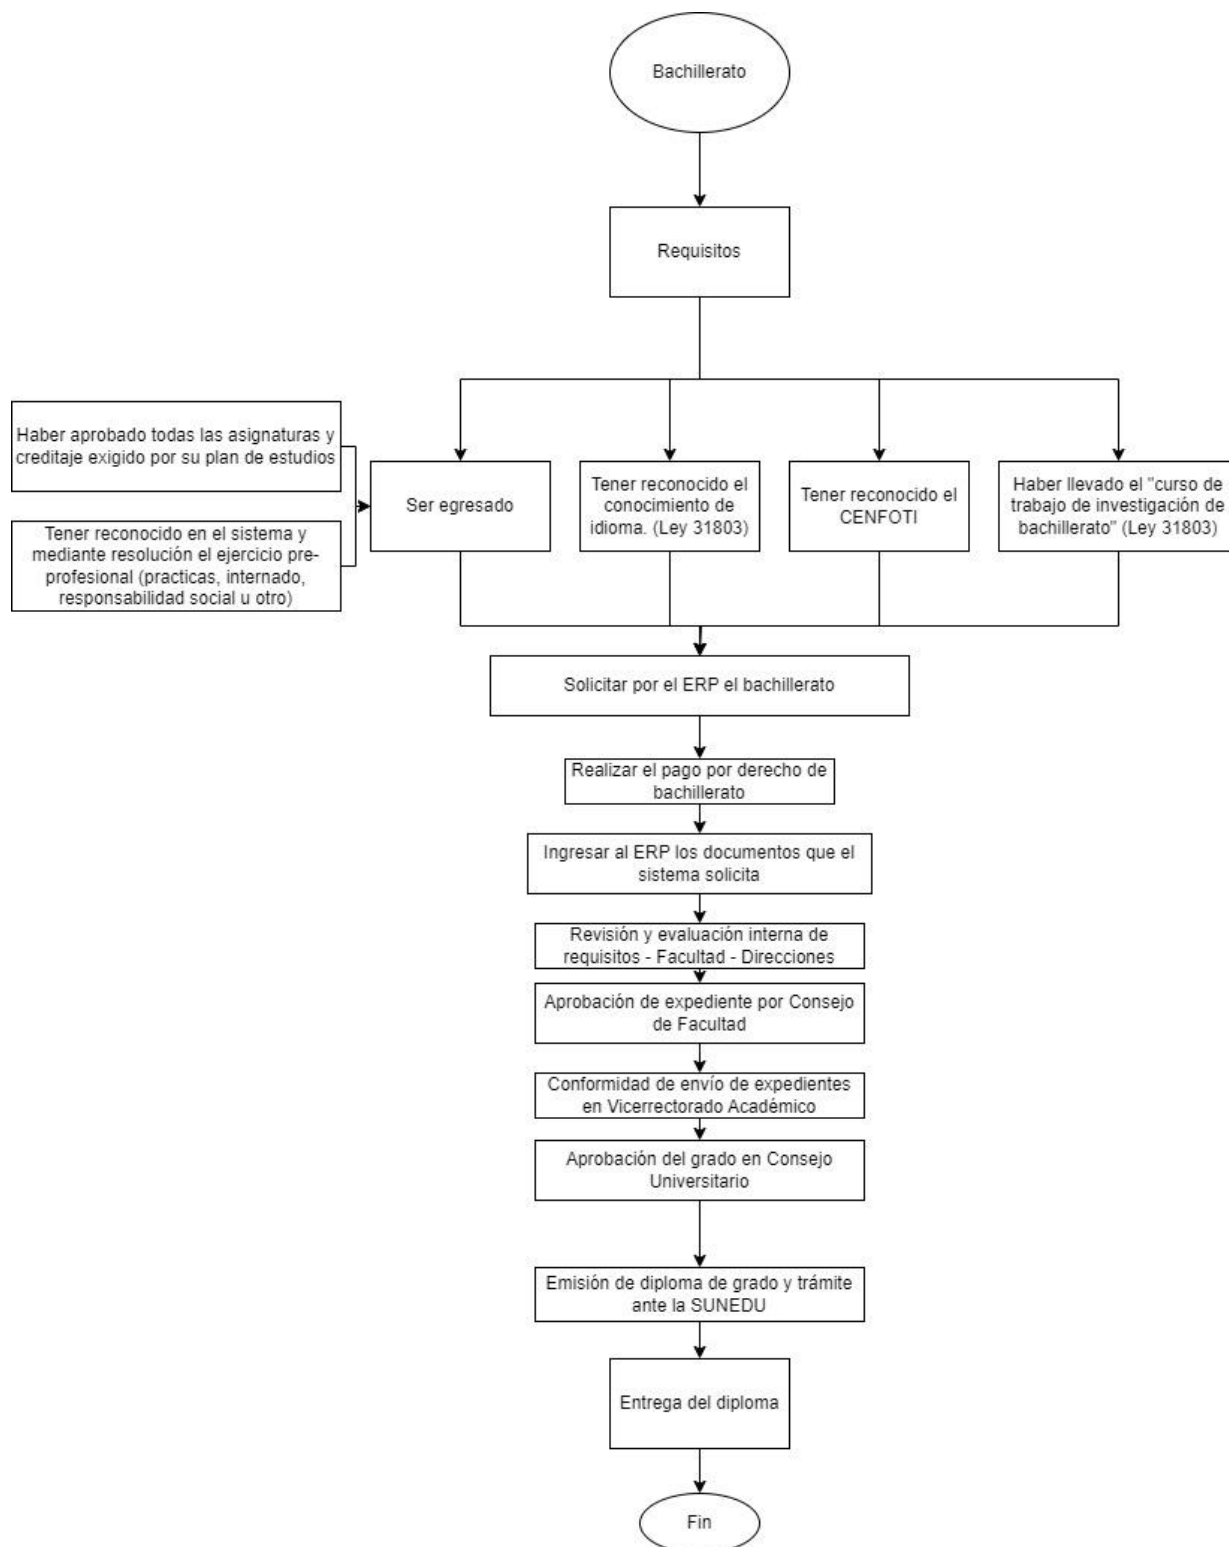 Bachillerato
Requisitos
Haber aprobado todas las asignaturas y
creditaje exigido por su plan de estudios
Tener reconocido en el sistema y
mediante resolución el ejercicio pre-
profesional (practicas, internado,
responsabilidad social u otro)
Ser egresado
Tener reconocido el
conocimiento de
idioma. (Ley 31803)
Tener reconocido el
CENFOTI
Haber llevado el "curso de
trabajo de investigación de
bachillerato" (Ley 31803)
Solicitar por el ERP el bachillerato
Realizar el pago por derecho de
bachillerato
Ingresar al ERP los documentos que el
sistema solicita
Revisión y evaluación interna de
requisitos - Facultad - Direcciones
Aprobación de expediente por Consejo
de Facultad
Conformidad de envío de expedientes
en Vicerrectorado Académico
Aprobación del grado en Consejo
Universitario
Emisión de diploma de grado y trámite
ante la SUNEDU
Entrega del diploma
Fin